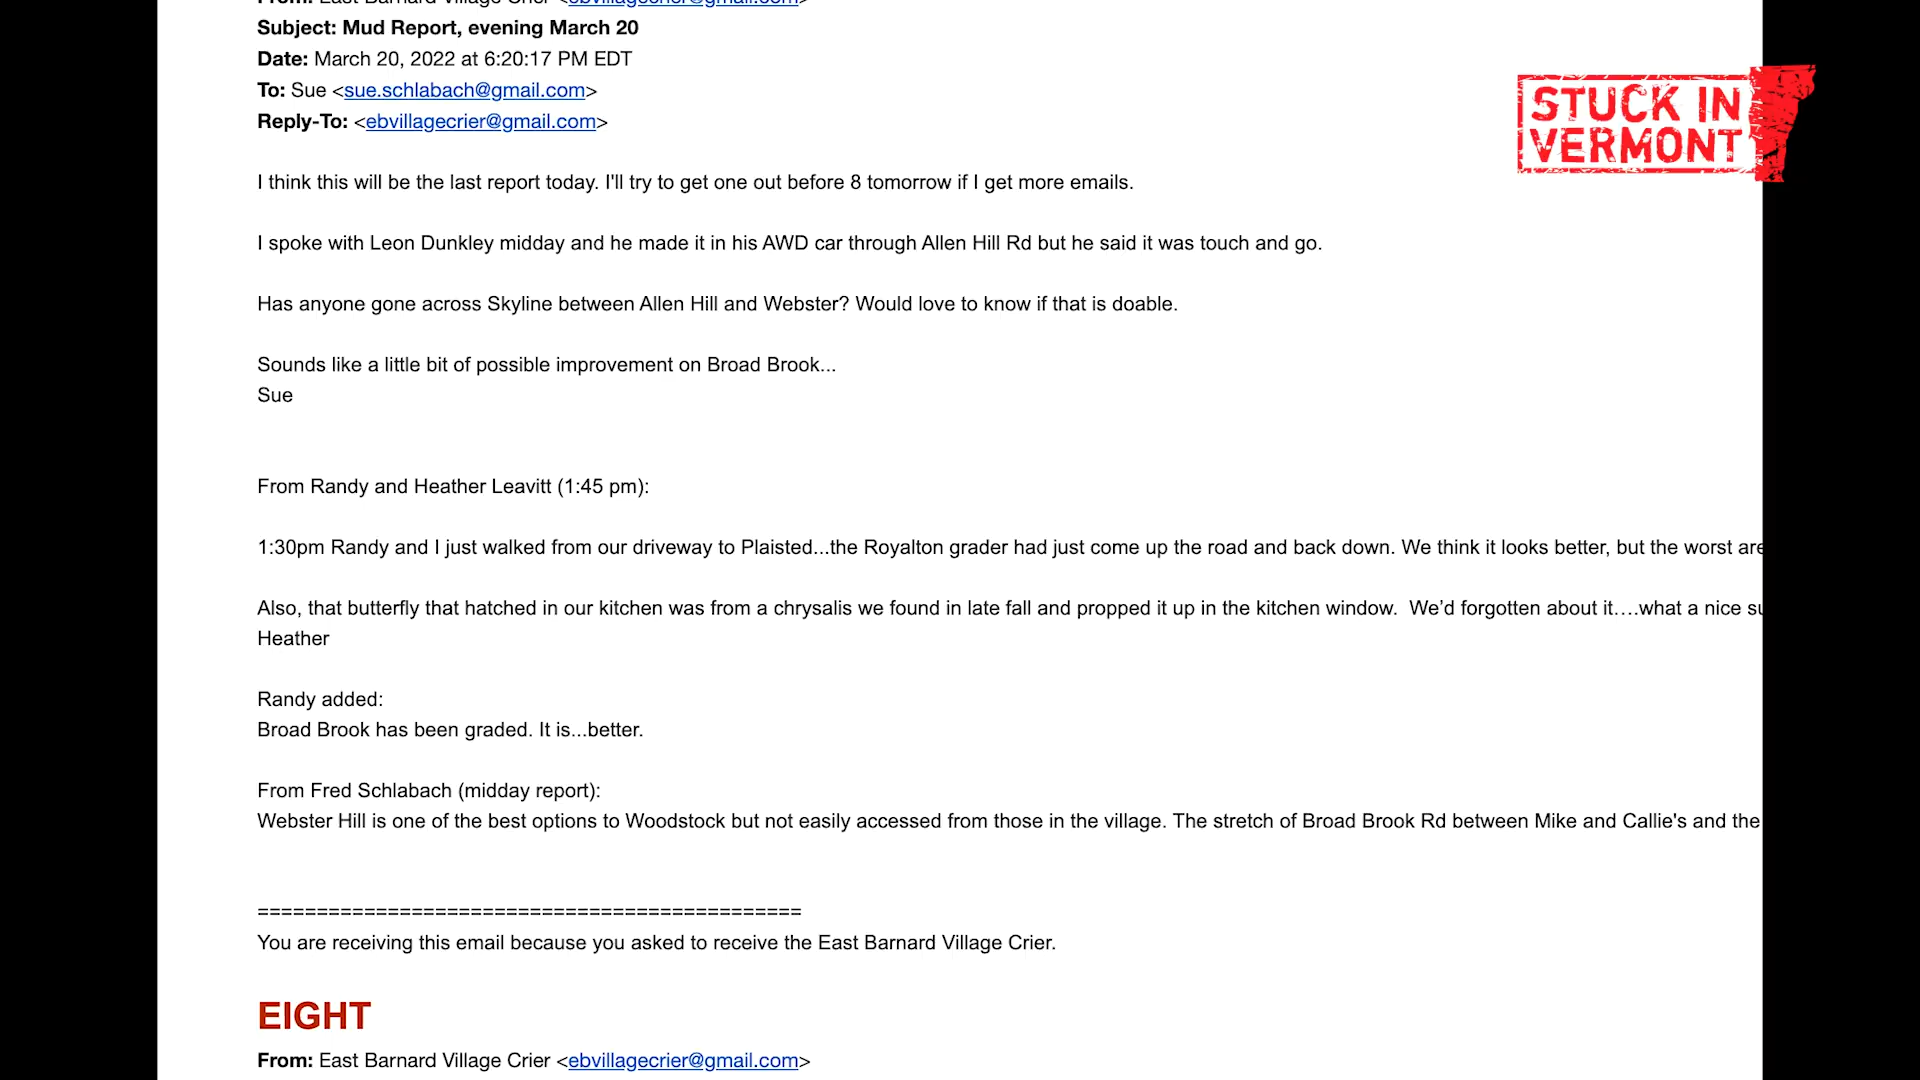 From: East Barnard Village Crier <ebvillagecrier@gmail.com>
Subject: Mud Report, evening March 20
Date: March 20, 2022 at 6:20:17 PM EDT
To: Sue <sue.schlabach@gmail.com>
Reply-To: <ebvillagecrier@gmail.com>
STUCK IN
VERMONT
I think this will be the last report today. I'll try to get one out before 8 tomorrow if I get more emails.
I spoke with Leon Dunkley midday and he made it in his AWD car through Allen Hill Rd but he said it was touch and go.
Has anyone gone across Skyline between Allen Hill and Webster? Would love to know if that is doable.
Sounds like a little bit of possible improvement on Broad Brook...
Sue
From Randy and Heather Leavitt (1:45 pm):
1:30pm Randy and I just walked from our driveway to Plaisted...the Royalton grader had just come up the road and back down. We think it looks better, but the worst are
Also, that butterfly that hatched in our kitchen was from a chrysalis we found in late fall and propped it up in the kitchen window.  We’d forgotten about it….what a nice su
Heather
Randy added:
Broad Brook has been graded. It is...better.
From Fred Schlabach (midday report):
Webster Hill is one of the best options to Woodstock but not easily accessed from those in the village. The stretch of Broad Brook Rd between Mike and Callie's and the
==============================================
You are receiving this email because you asked to receive the East Barnard Village Crier.
EIGHT
From: East Barnard Village Crier <ebvillagecrier@gmail.com>